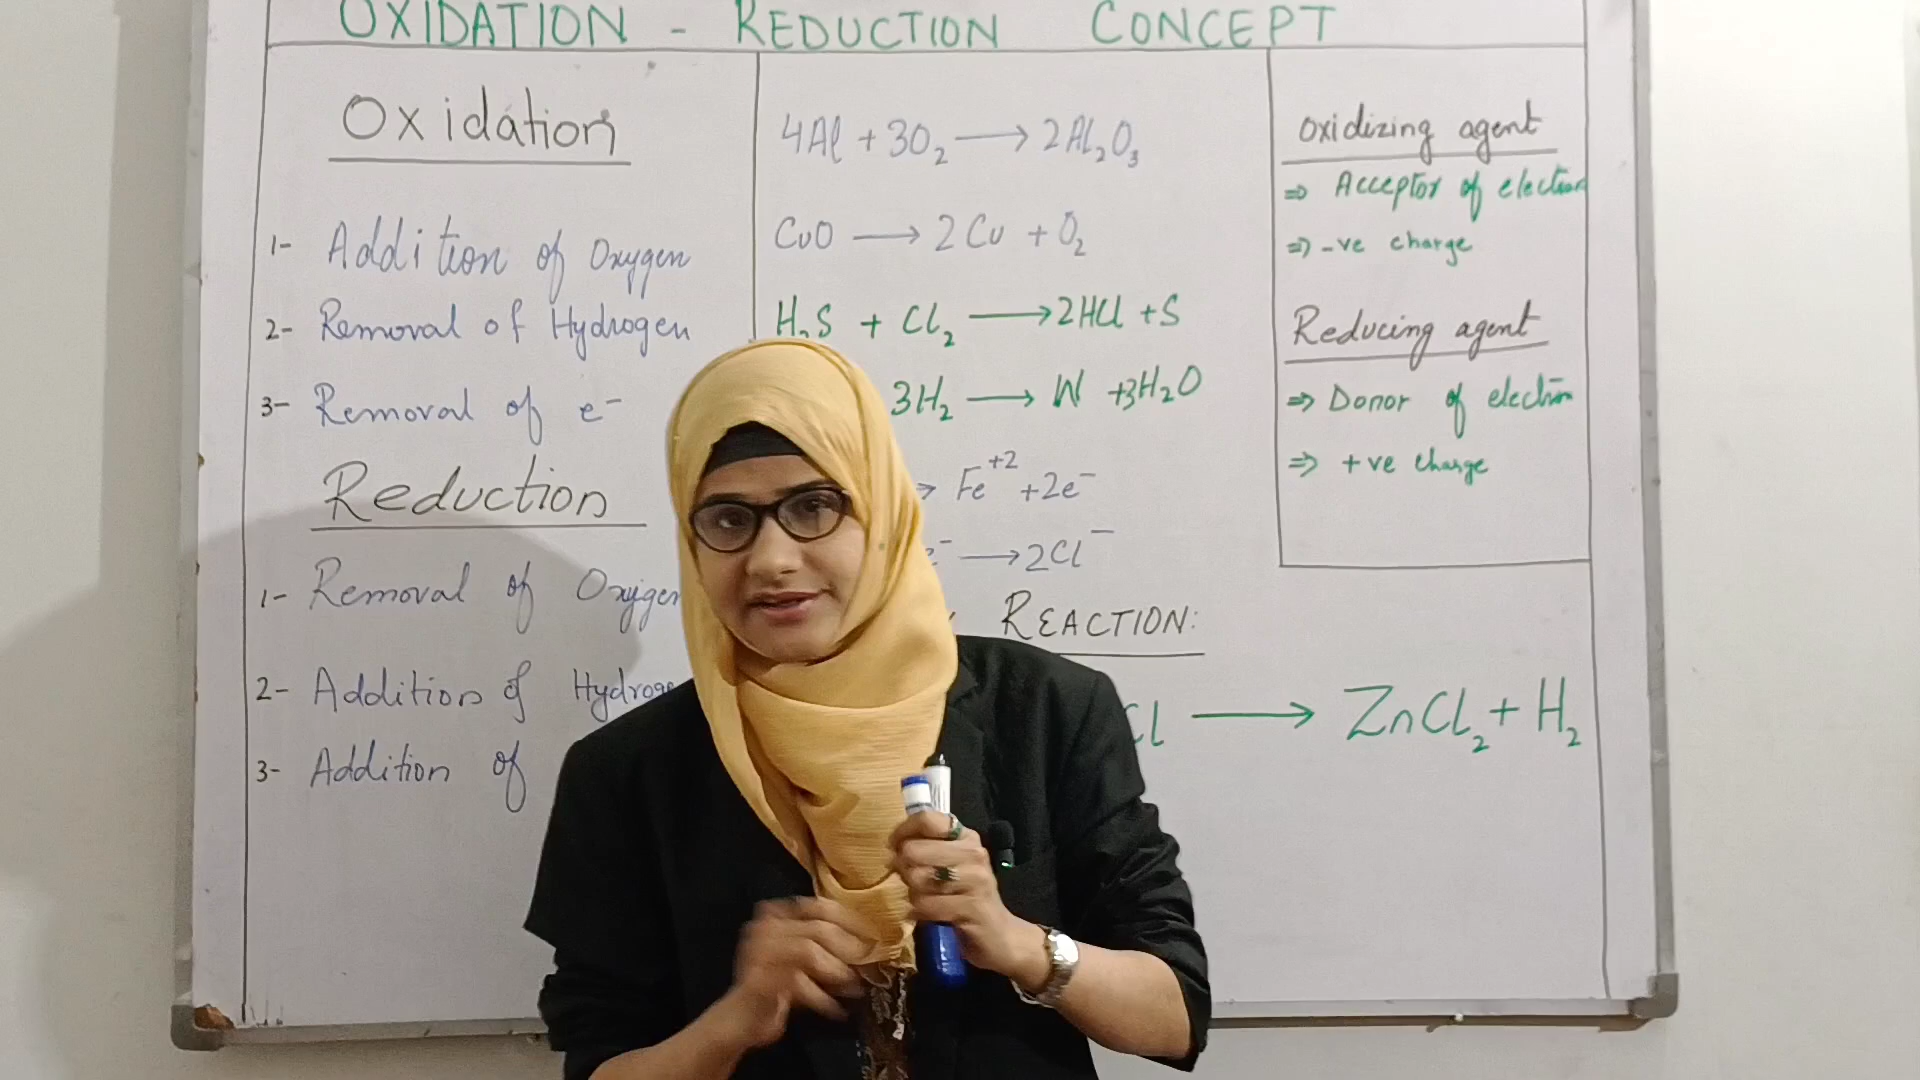 OXIDATION - REDUCTION CONCEPT
Oxidation
1- Addition of Oxygen
2- Removal of Hydrogen
3- Removal of e⁻
Reduction
1- Removal of Oxygen
2- Addition of
3- Addition of
4Al + 3O₂ → 2Al₂O₃
CuO → 2Cu + O₂
H₂S + Cl₂ → 2HCl + S
3H₂ → W + 3H₂O
→ Fe⁺² + 2e⁻
→ 2Cl⁻
REACTION:
→ ZnCl₂ + H₂
Oxidizing agent
⇒ Acceptor of electron
⇒ -ve charge
Reducing agent
⇒ Donor of electron
⇒ +ve charge